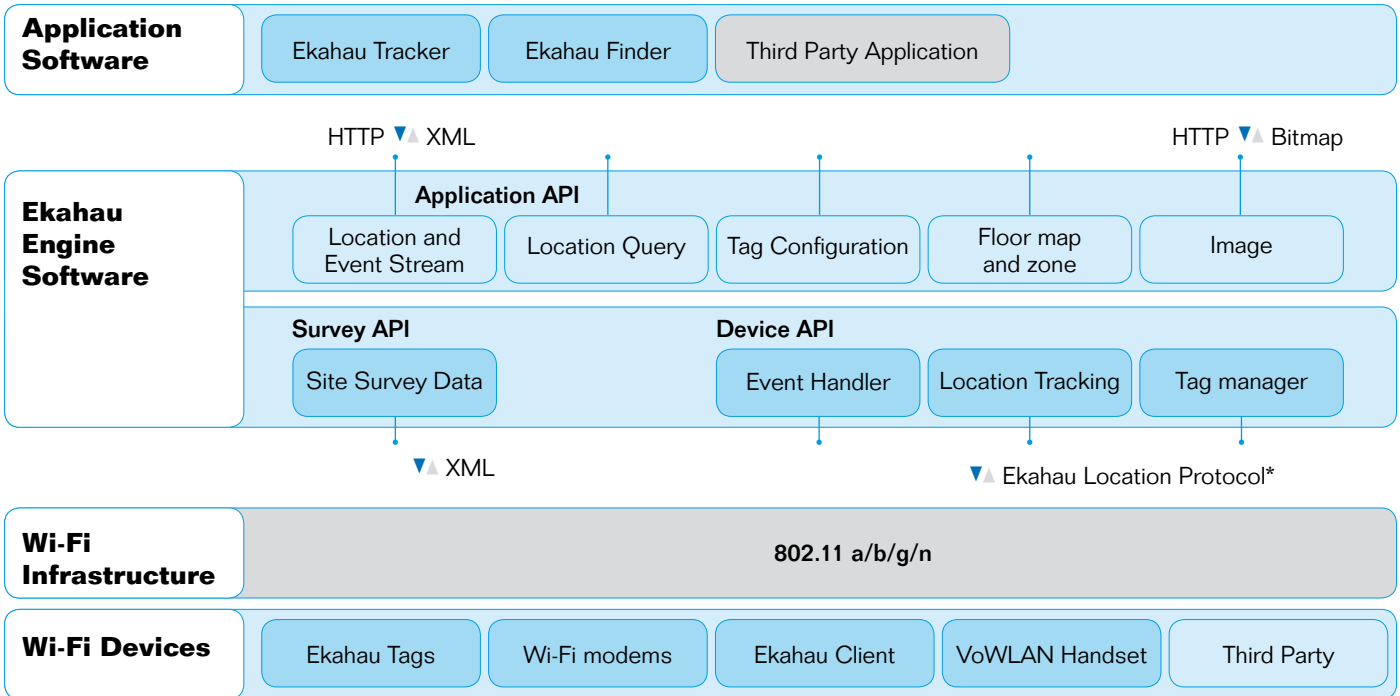 Application
Software
Ekahau Tracker
Ekahau Finder
Third Party Application
HTTP XML
HTTP Bitmap
Ekahau
Engine
Software
Application API
Location and
Event Stream
Location Query
Tag Configuration
Floor map
and zone
Image
Survey API
Device API
Site Survey Data
Event Handler
Location Tracking
Tag manager
XML
Ekahau Location Protocol*
Wi-Fi
Infrastructure
802.11 a/b/g/n
Wi-Fi Devices
Ekahau Tags
Wi-Fi modems
Ekahau Client
VoWLAN Handset
Third Party